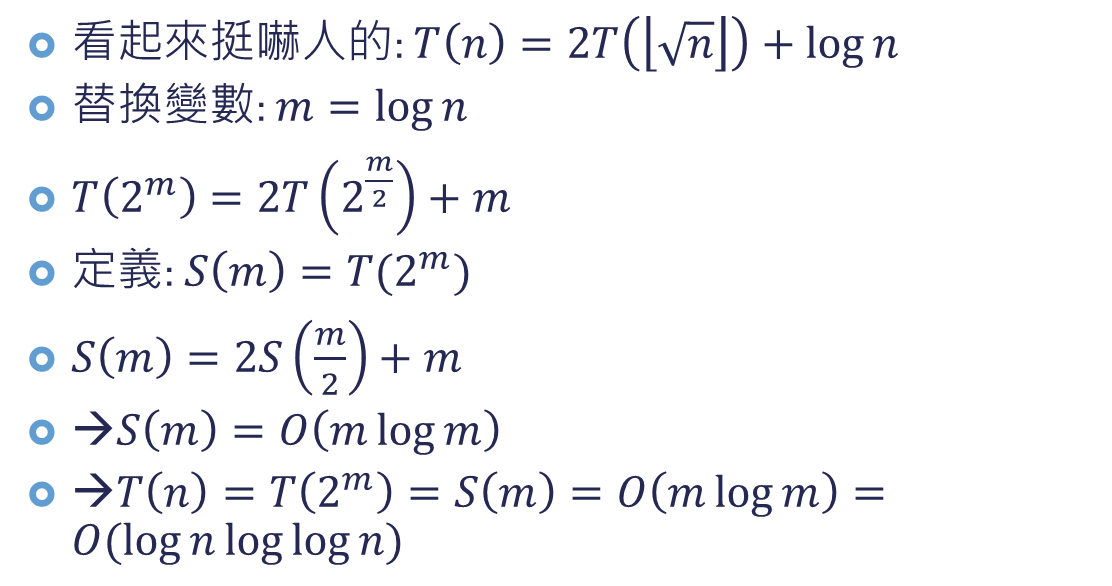 看起來挺嚇人的: T(n) = 2T(⌊√n⌋) + log n
替換變數: m = log n
T(2^m) = 2T(2^(m/2)) + m
定義: S(m) = T(2^m)
S(m) = 2S(m/2) + m
→S(m) = O(m log m)
→T(n) = T(2^m) = S(m) = O(m log m) =
O(log n log log n)